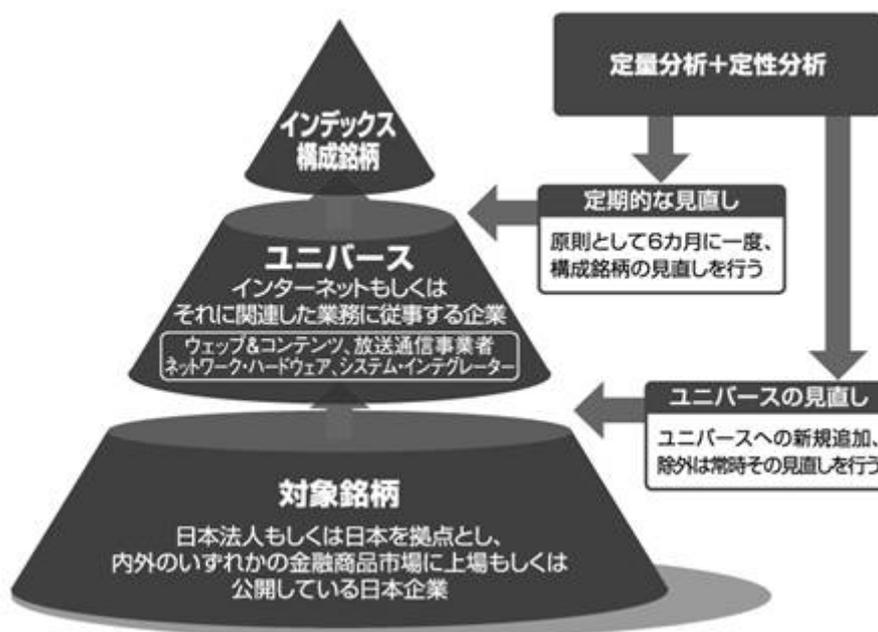 定量分析+定性分析
インデックス
構成銘柄
定期的な見直し
原則として6カ月に一度、
構成銘柄の見直しを行う
ユニバース
インターネットもしくは
それに関連した業務に従事する企業
ウェッブ&コンテンツ、放送通信事業者
ネットワーク・ハードウェア、システム・インテグレーター
ユニバースの見直し
ユニバースへの新規追加、
除外は常時その見直しを行う
対象銘柄
日本法人もしくは日本を拠点とし、
内外のいずれかの金融商品市場に上場もしくは
公開している日本企業